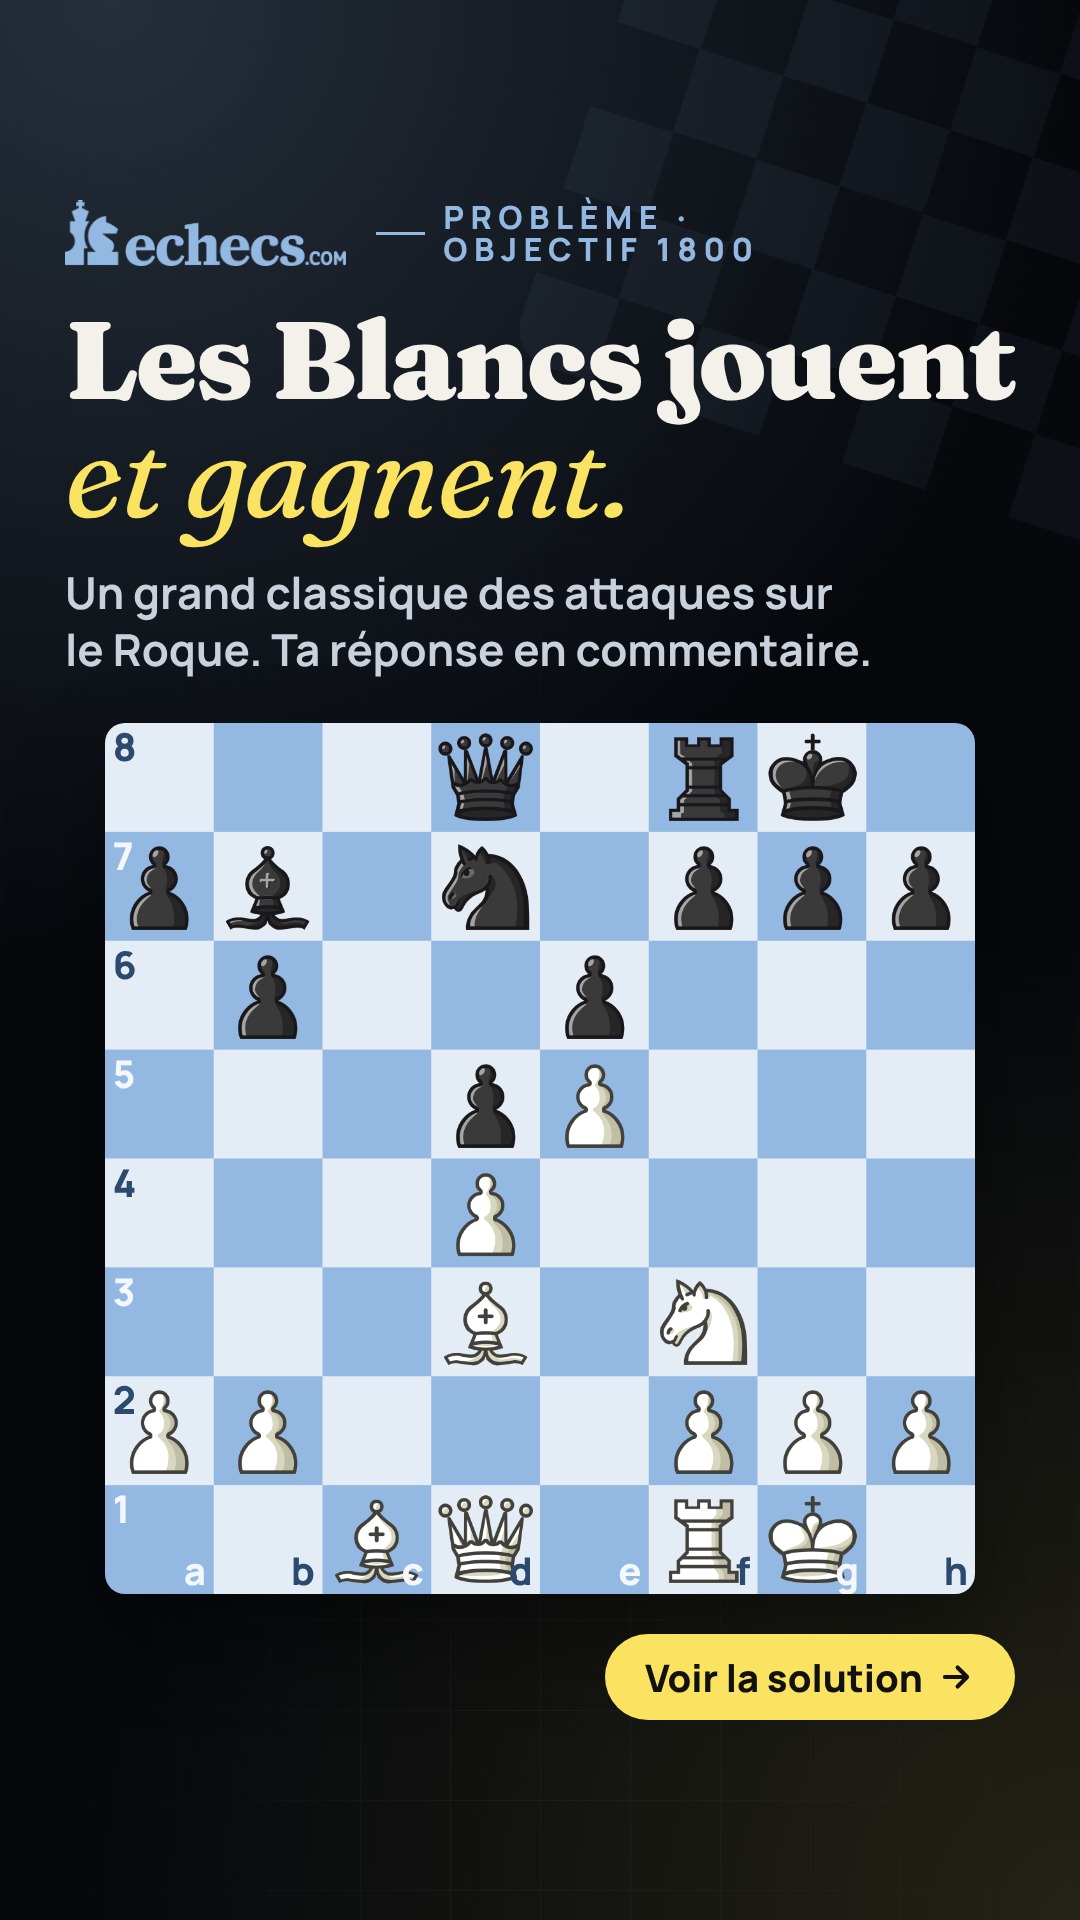 echecs.COM
PROBLÈME ·
OBJECTIF 1800
Les Blancs jouent
et gagnent.
Un grand classique des attaques sur
le Roque. Ta réponse en commentaire.
8
7
6
5
4
3
2
1
a b c d e f g h
Voir la solution →